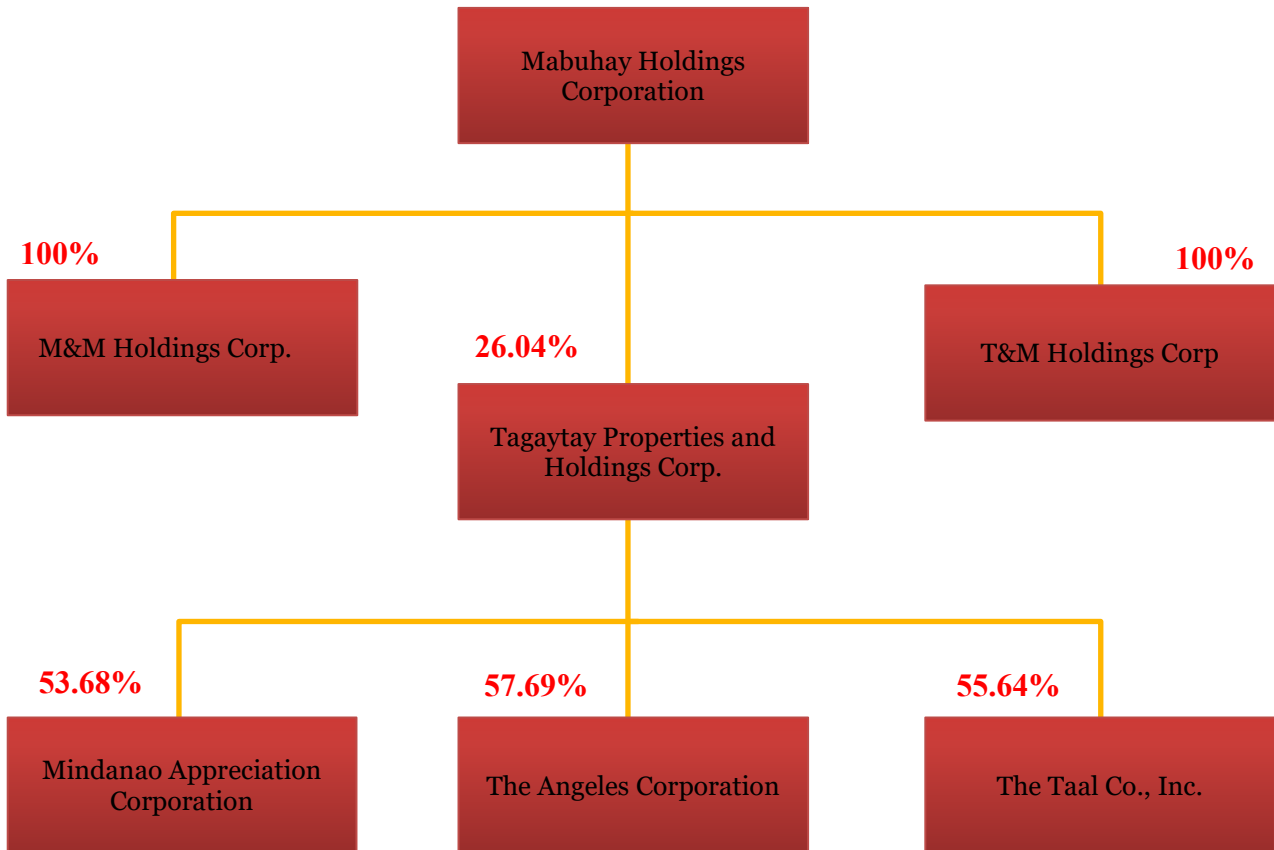 Mabuhay Holdings
Corporation
100%
100%
M&M Holdings Corp.
26.04%
T&M Holdings Corp
Tagaytay Properties and
Holdings Corp.
53.68%
57.69%
55.64%
Mindanao Appreciation
Corporation
The Angeles Corporation
The Taal Co., Inc.